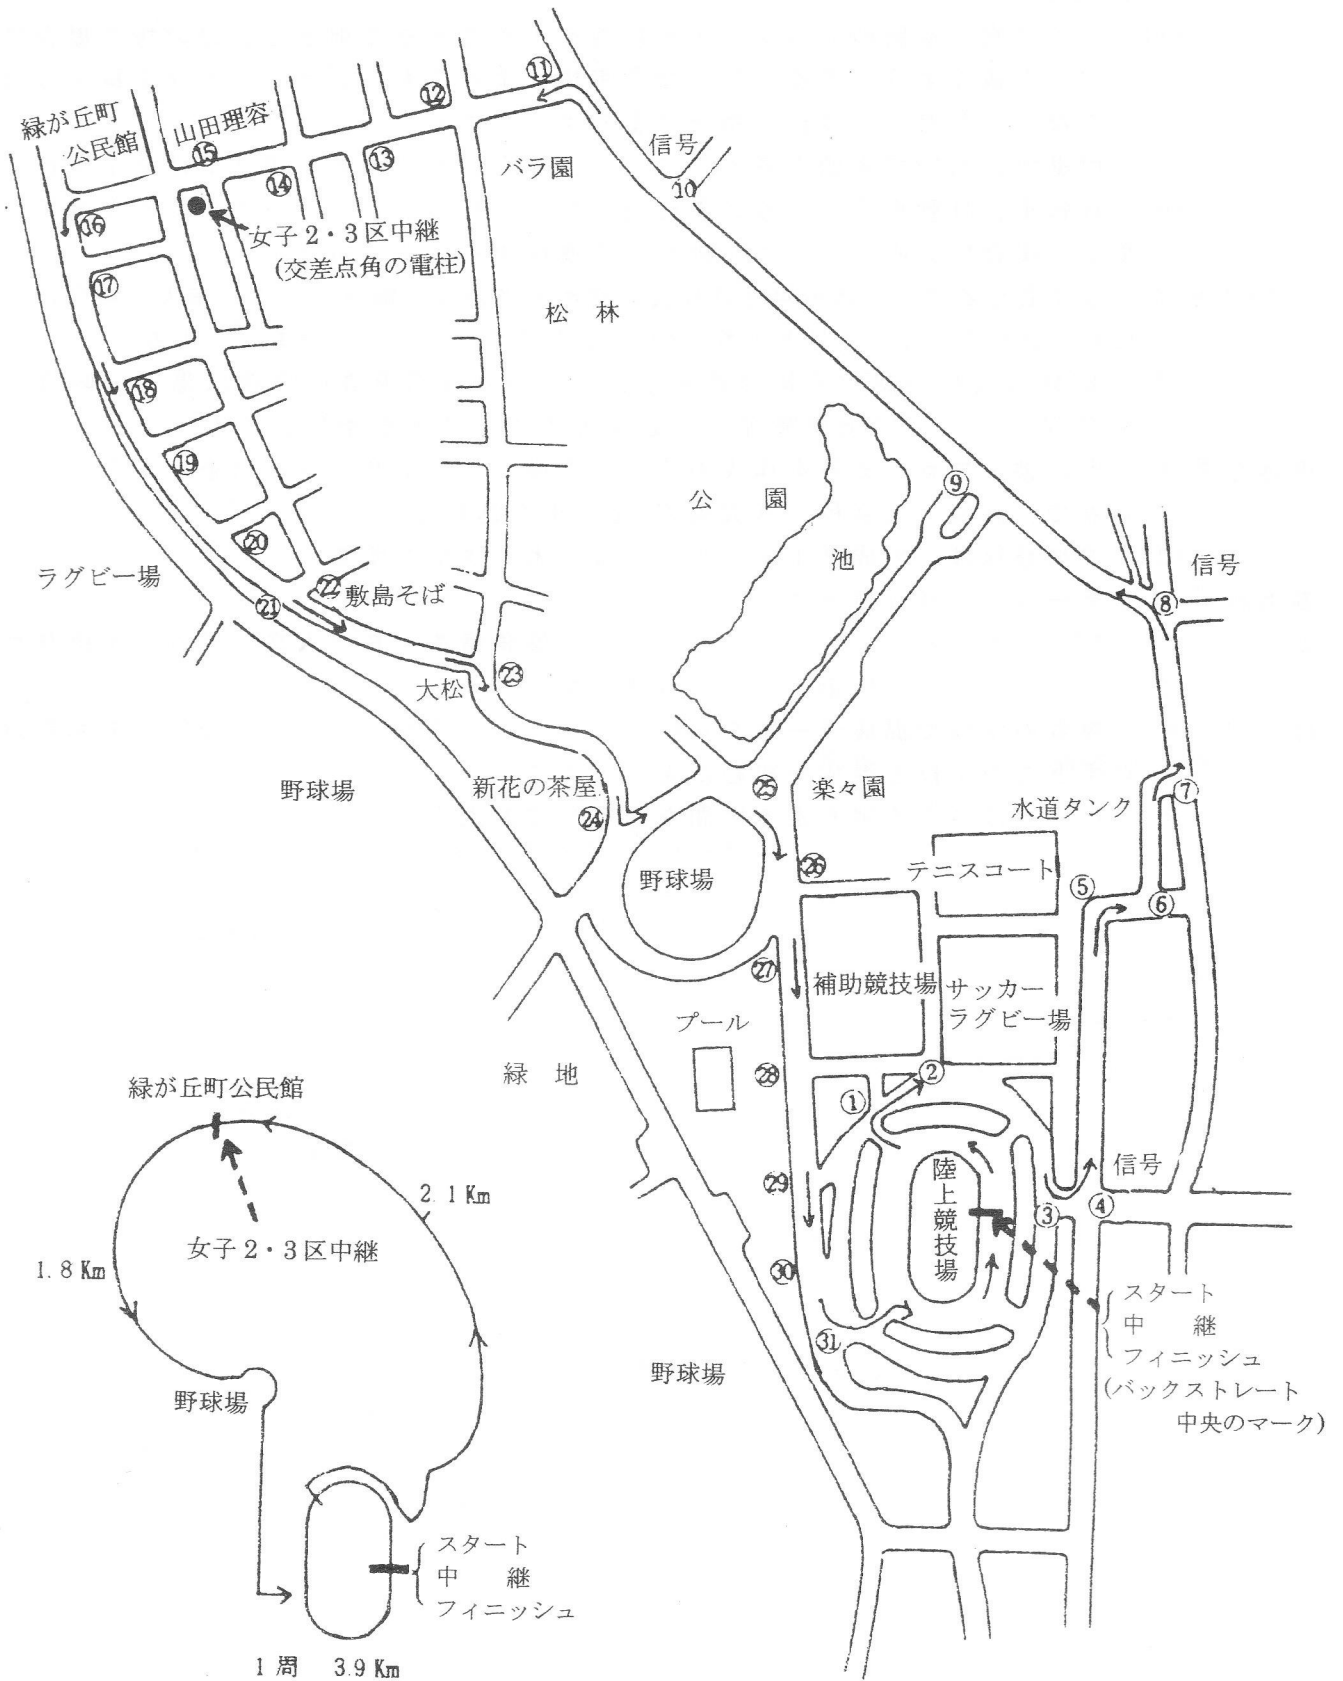 ⑪
⑫
緑が丘町
公民館
山田理容
⑮
⑬
⑭
バラ園
信号
10
⑯
女子2・3区中継
(交差点角の電柱)
⑰
松 林
⑱
⑲
公 園
⑨
⑳
池
信号
ラグビー場
㉒
敷島そば
㉑
⑧
大松
㉓
野球場
新花の茶屋
㉔
㉕
楽々園
水道タンク
⑦
野球場
㉖
テニスコート
⑤
⑥
㉗
補助競技場
サッカー
ラグビー場
プール
緑 地
㉘
②
①
緑が丘町公民館
陸上競技場
信号
㉙
③
④
2.1Km
女子2・3区中継
1.8Km
㉚
スタート
中 継
フィニッシュ
(バックストレート
中央のマーク)
㉛
野球場
野球場
スタート
中 継
フィニッシュ
1周 3.9Km